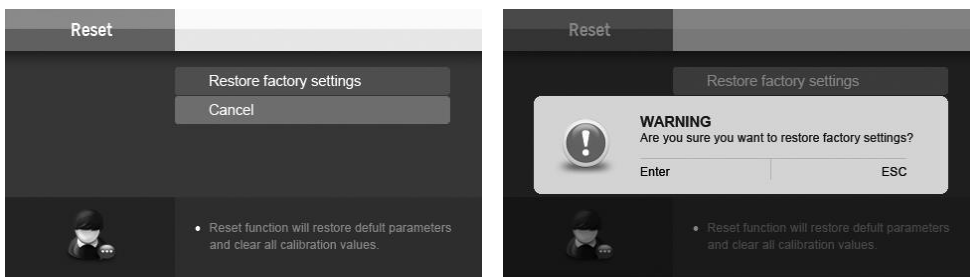 Reset
Restore factory settings
Cancel
Reset function will restore defult parameters
and clear all calibration values.
Reset
Restore factory settings
WARNING
Are you sure you want to restore factory settings?
Enter ESC
Reset function will restore defult parameters
and clear all calibration values.